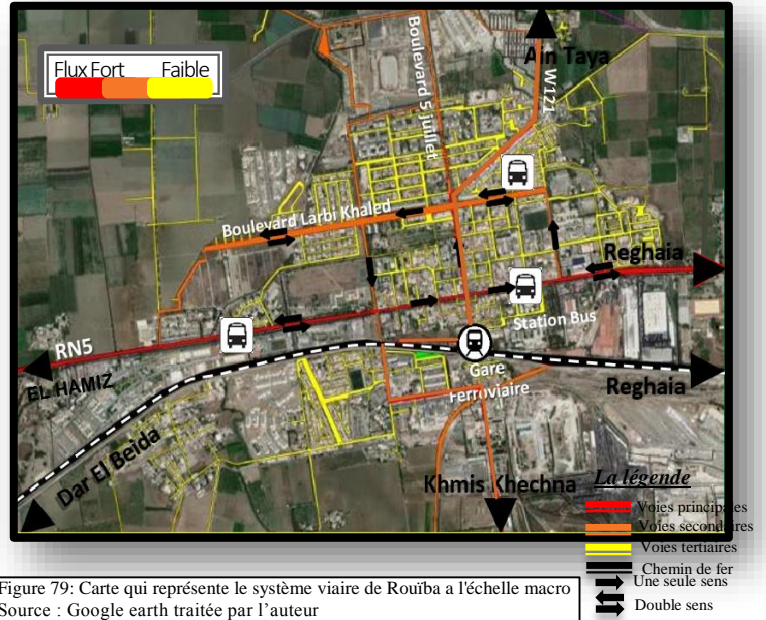 Flux Fort Faible
Boulevard 5 juillet
Ain Taya
W121
Boulevard Larbi Khaled
Reghaia
Station Bus
RN5
EL HAMIZ
Gare
Ferroviaire
Reghaia
Dar El Beida
Khmis Khechna
La légende
Voies principales
Voies secondaires
Voies tertiaires
Chemin de fer
Une seule sens
Double sens
Figure 79: Carte qui représente le système viaire de Rouïba a l'échelle macro
Source : Google earth traitée par l’auteur